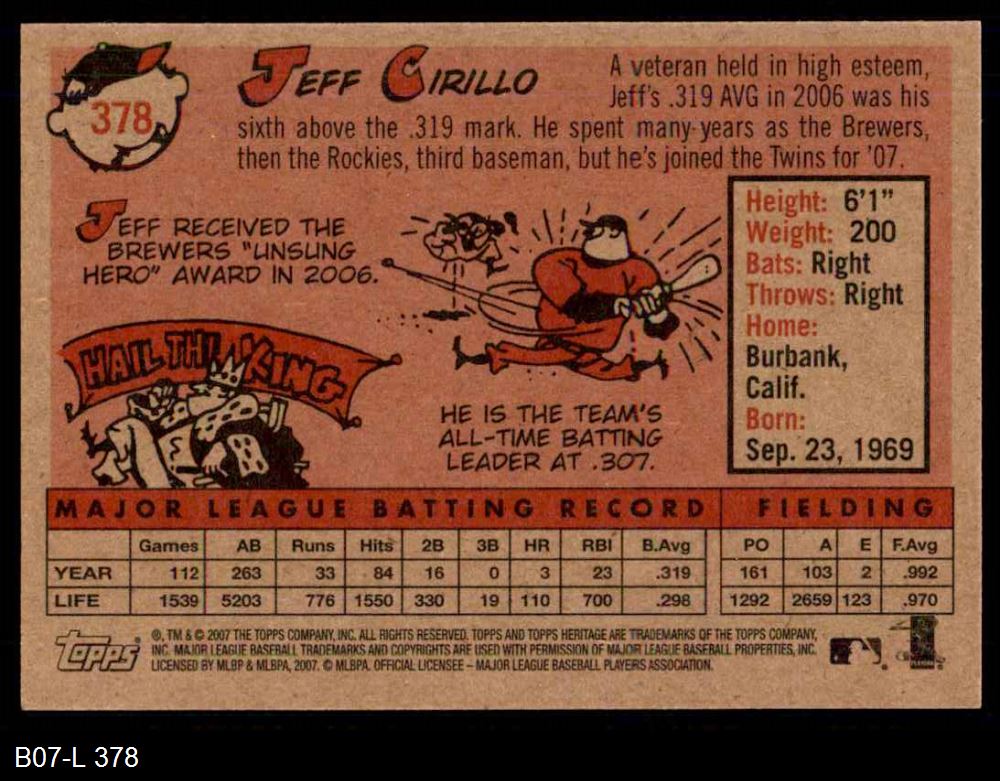 378
JEFF CIRILLO
A veteran held in high esteem,
Jeff's .319 AVG in 2006 was his
sixth above the .319 mark. He spent many years as the Brewers,
then the Rockies, third baseman, but he's joined the Twins for '07.
JEFF RECEIVED THE
BREWERS "UNSUNG
HERO" AWARD IN 2006.
HAIL TH KING
HE IS THE TEAM'S
ALL-TIME BATTING
LEADER AT .307.
Height: 6'1"
Weight: 200
Bats: Right
Throws: Right
Home:
Burbank,
Calif.
Born:
Sep. 23, 1969
MAJOR LEAGUE BATTING RECORD FIELDING
Games AB Runs Hits 2B 3B HR RBI B.Avg PO A E F.Avg
YEAR 112 263 33 84 16 0 3 23 .319 161 103 2 .992
LIFE 1539 5203 776 1550 330 19 110 700 .298 1292 2659 123 .970
Topps
®, TM & © 2007 THE TOPPS COMPANY, INC. ALL RIGHTS RESERVED. TOPPS AND TOPPS HERITAGE ARE TRADEMARKS OF THE TOPPS COMPANY,
INC. MAJOR LEAGUE BASEBALL TRADEMARKS AND COPYRIGHTS ARE USED WITH PERMISSION OF MAJOR LEAGUE BASEBALL PROPERTIES, INC.
LICENSED BY MLBP & MLBPA, 2007. © MLBPA. OFFICIAL LICENSEE – MAJOR LEAGUE BASEBALL PLAYERS ASSOCIATION.
B07-L 378